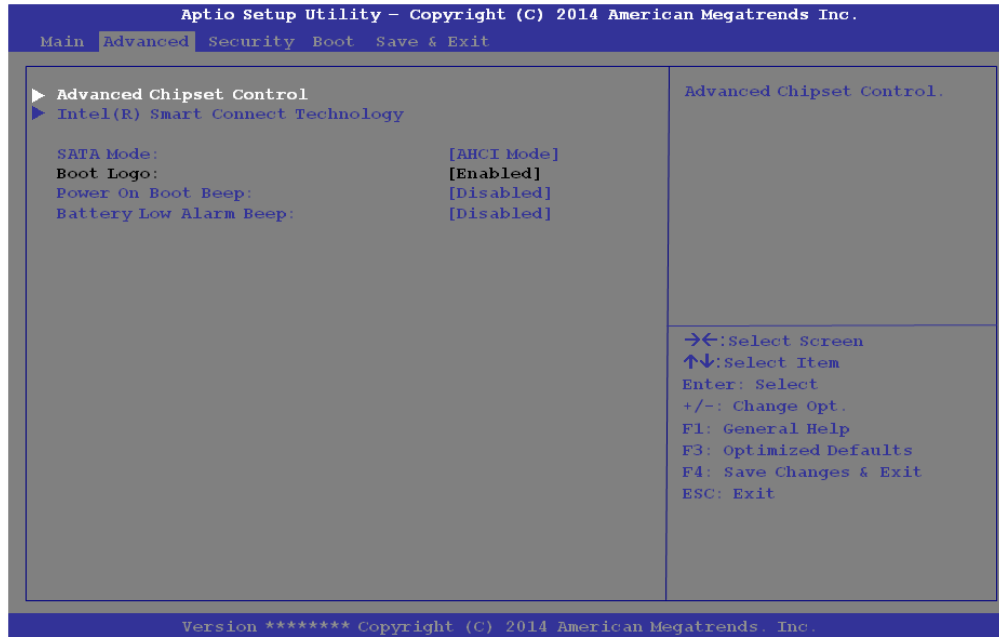 Aptio Setup Utility – Copyright (C) 2014 American Megatrends Inc.
Main Advanced Security Boot Save & Exit
▶ Advanced Chipset Control
▶ Intel(R) Smart Connect Technology
SATA Mode: [AHCI Mode]
Boot Logo: [Enabled]
Power On Boot Beep: [Disabled]
Battery Low Alarm Beep: [Disabled]
Advanced Chipset Control.
→←:Select Screen
↑↓:Select Item
Enter: Select
+/-: Change Opt.
F1: General Help
F3: Optimized Defaults
F4: Save Changes & Exit
ESC: Exit
Version ******** Copyright (C) 2014 American Megatrends. Inc.